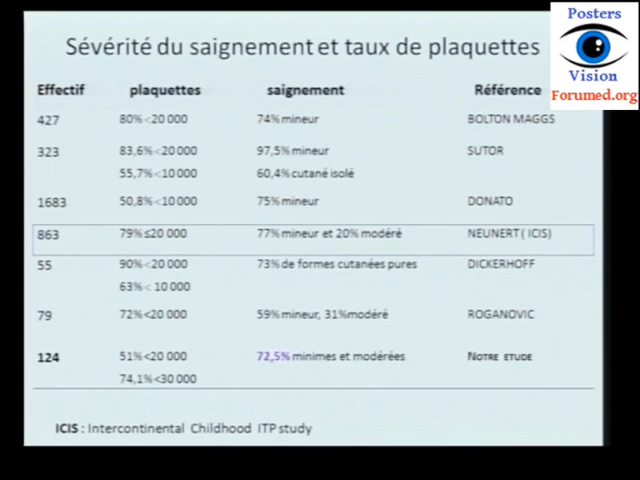 Posters
Vision
Forumed.org
Sévérité du saignement et taux de plaquettes
Effectif plaquettes saignement Référence
427 80% <20 000 74% mineur BOLTON MAGGS
323 83,6% <20 000 97,5% mineur SUTOR
55,7% <10 000 60,4% cutané isolé
1683 50,8% <10 000 75% mineur DONATO
863 79% ≤20 000 77% mineur et 20% modéré NEUNERT ( ICIS)
55 90% <20 000 73% de formes cutanées pures DICKERHOFF
63% < 10 000
79 72% <20 000 59% mineur, 31%modéré ROGANOVIC
124 51% <20 000 72,5% minimes et modérées NOTRE ETUDE
74,1% <30 000
ICIS : Intercontinental Childhood ITP study